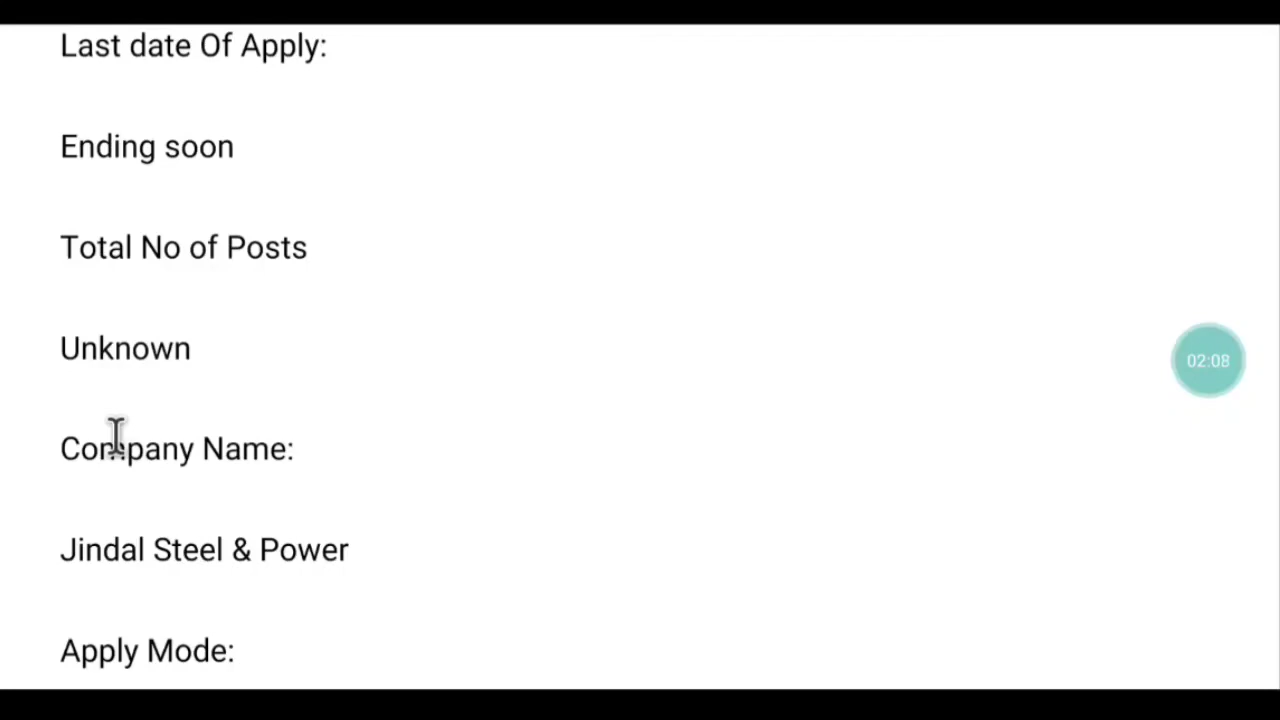 Last date Of Apply:
Ending soon
Total No of Posts
Unknown
02:08
Company Name:
Jindal Steel & Power
Apply Mode: